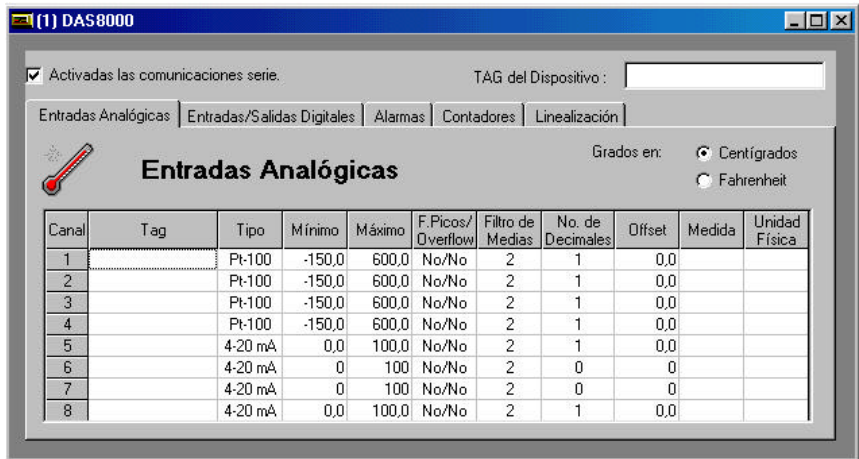 (1) DAS8000
Activadas las comunicaciones serie.
TAG del Dispositivo :
Entradas Analógicas Entradas/Salidas Digitales Alarmas Contadores Linealización
Entradas Analógicas
Grados en:
Centígrados
Fahrenheit
Canal Tag Tipo Mínimo Máximo F.Picos/ Overflow Filtro de Medias No. de Decimales Offset Medida Unidad Física
1 Pt-100 -150,0 600,0 No/No 2 1 0,0
2 Pt-100 -150,0 600,0 No/No 2 1 0,0
3 Pt-100 -150,0 600,0 No/No 2 1 0,0
4 Pt-100 -150,0 600,0 No/No 2 1 0,0
5 4-20 mA 0,0 100,0 No/No 2 1 0,0
6 4-20 mA 0 100 No/No 2 0 0
7 4-20 mA 0 100 No/No 2 0 0
8 4-20 mA 0,0 100,0 No/No 2 1 0,0